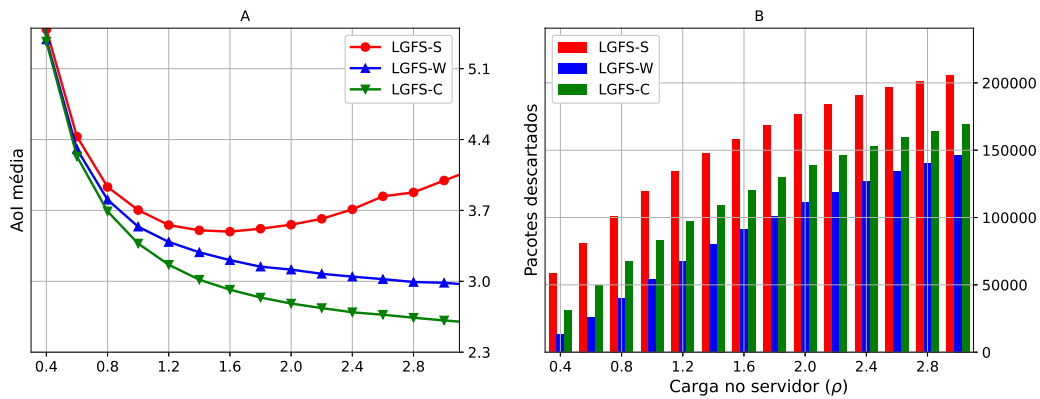 A
AoI média
5.1
4.4
3.7
3.0
2.3
0.4
0.8
1.2
1.6
2.0
2.4
2.8
LGFS-S
LGFS-W
LGFS-C
B
Pacotes descartados
200000
150000
100000
50000
0
0.4
0.8
1.2
1.6
2.0
2.4
2.8
Carga no servidor (ρ)
LGFS-S
LGFS-W
LGFS-C